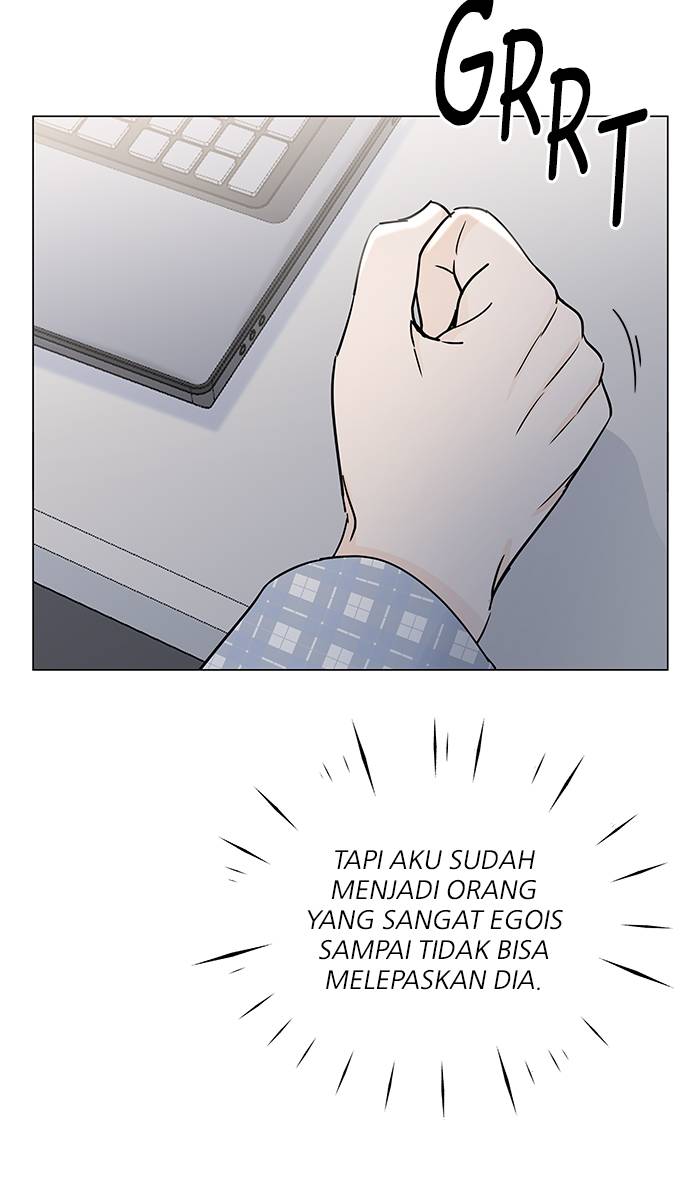 GRRT
TAPI AKU SUDAH
MENJADI ORANG
YANG SANGAT EGOIS
SAMPAI TIDAK BISA
MELEPASKAN DIA.